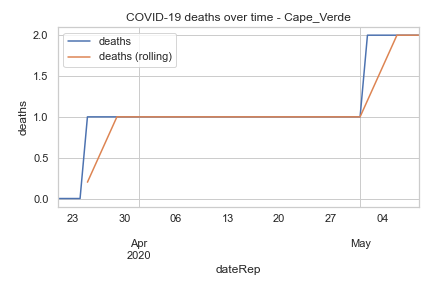 COVID-19 deaths over time - Cape_Verde
deaths
deaths (rolling)
2.0
1.5
1.0
0.5
0.0
deaths
23 30 06 13 20 27 04
Apr May
2020
dateRep